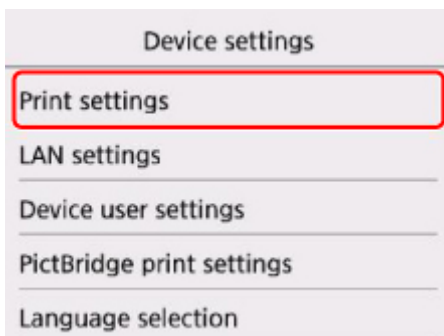 Device settings
Print settings
LAN settings
Device user settings
PictBridge print settings
Language selection